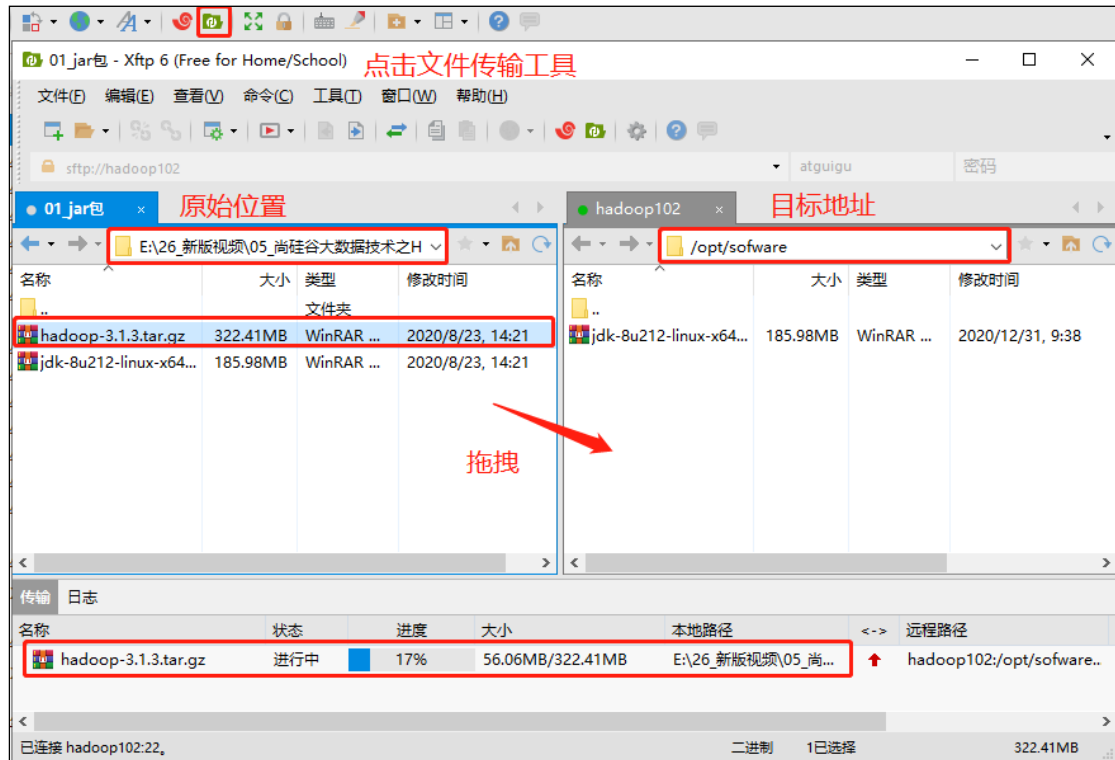 01_jar包 - Xftp 6 (Free for Home/School) 点击文件传输工具
文件(F) 编辑(E) 查看(V) 命令(C) 工具(T) 窗口(W) 帮助(H)
sftp://hadoop102 atguigu 密码
01_jar包 × 原始位置 hadoop102 × 目标地址
E:\26_新版视频\05_尚硅谷大数据技术之H /opt/sofware
名称 大小 类型 修改时间 名称 大小 类型 修改时间
.. 文件夹 ..
hadoop-3.1.3.tar.gz 322.41MB WinRAR ... 2020/8/23, 14:21 jdk-8u212-linux-x64... 185.98MB WinRAR ... 2020/12/31, 9:38
jdk-8u212-linux-x64... 185.98MB WinRAR ... 2020/8/23, 14:21
拖拽
传输 日志
名称 状态 进度 大小 本地路径 <-> 远程路径
hadoop-3.1.3.tar.gz 进行中 17% 56.06MB/322.41MB E:\26_新版视频\05_尚... hadoop102:/opt/sofware...
已连接 hadoop102:22。 二进制 1已选择 322.41MB